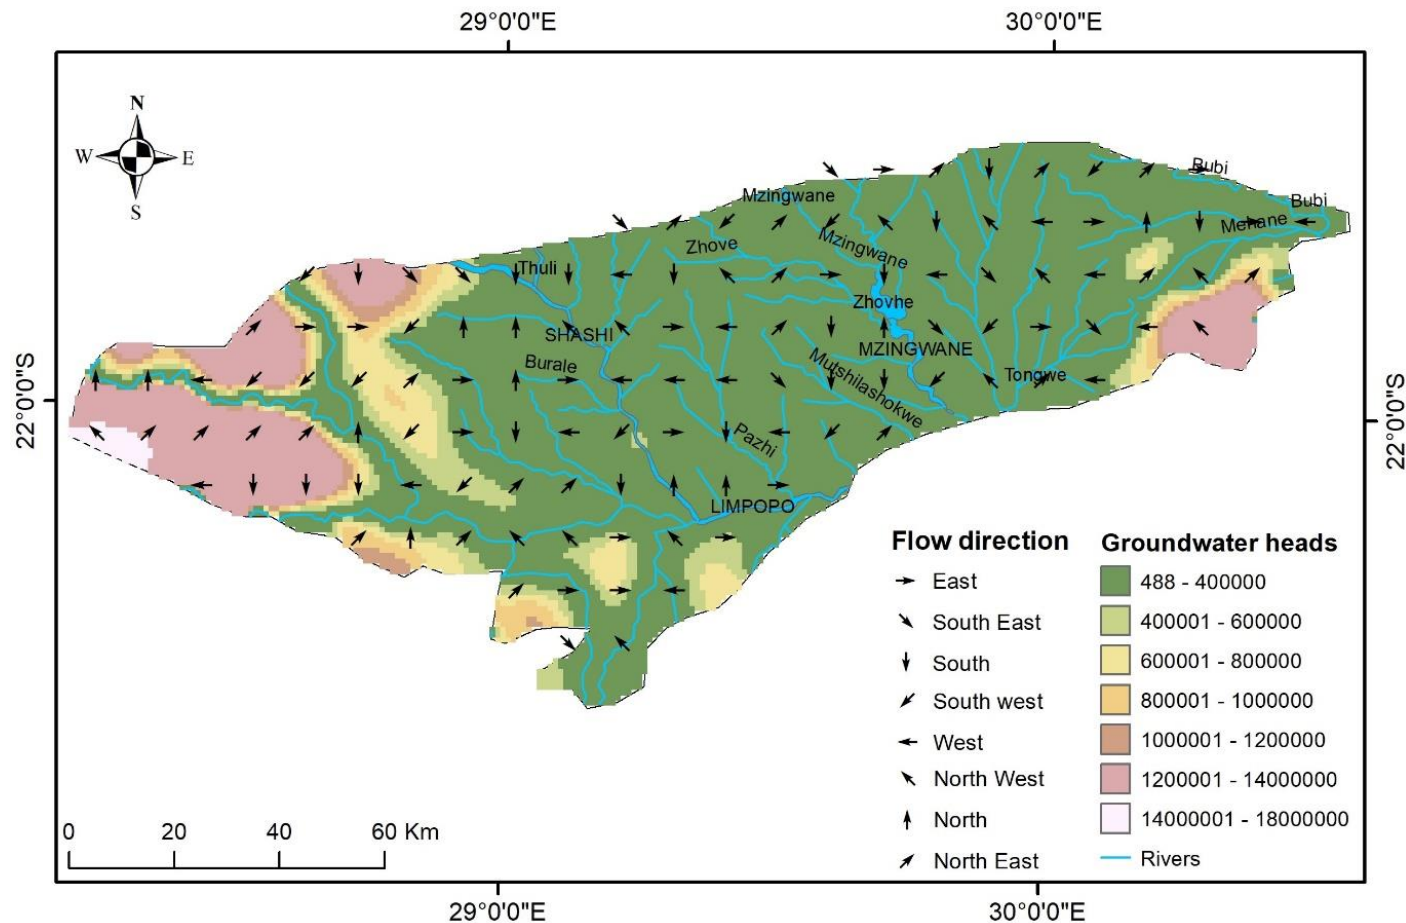 29°0'0"E
30°0'0"E
N
W
E
S
Bubi
Mzingwane
Bubi
Menane
Zhove
Mzingwane
Thuli
Zhovhe
SHASHI
MZINGWANE
Burale
Mutshilashokwe
Tongwe
22°0'0"S
22°0'0"S
Pazhi
LIMPOPO
Flow direction
East
South East
South
South west
West
North West
North
North East
Groundwater heads
488 - 400000
400001 - 600000
600001 - 800000
800001 - 1000000
1000001 - 1200000
1200001 - 14000000
14000001 - 18000000
Rivers
0 20 40 60 Km
29°0'0"E
30°0'0"E